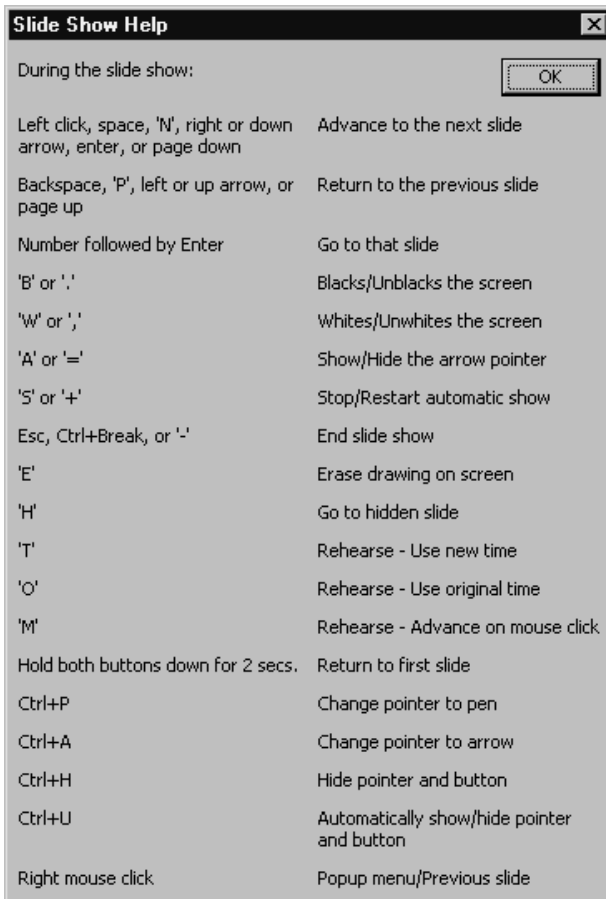 Slide Show Help
During the slide show:
OK
Left click, space, 'N', right or down Advance to the next slide
arrow, enter, or page down
Backspace, 'P', left or up arrow, or Return to the previous slide
page up
Number followed by Enter Go to that slide
'B' or '.' Blacks/Unblacks the screen
'W' or ',' Whites/Unwhites the screen
'A' or '=' Show/Hide the arrow pointer
'S' or '+' Stop/Restart automatic show
Esc, Ctrl+Break, or '-' End slide show
'E' Erase drawing on screen
'H' Go to hidden slide
'T' Rehearse - Use new time
'O' Rehearse - Use original time
'M' Rehearse - Advance on mouse click
Hold both buttons down for 2 secs. Return to first slide
Ctrl+P Change pointer to pen
Ctrl+A Change pointer to arrow
Ctrl+H Hide pointer and button
Ctrl+U Automatically show/hide pointer
and button
Right mouse click Popup menu/Previous slide